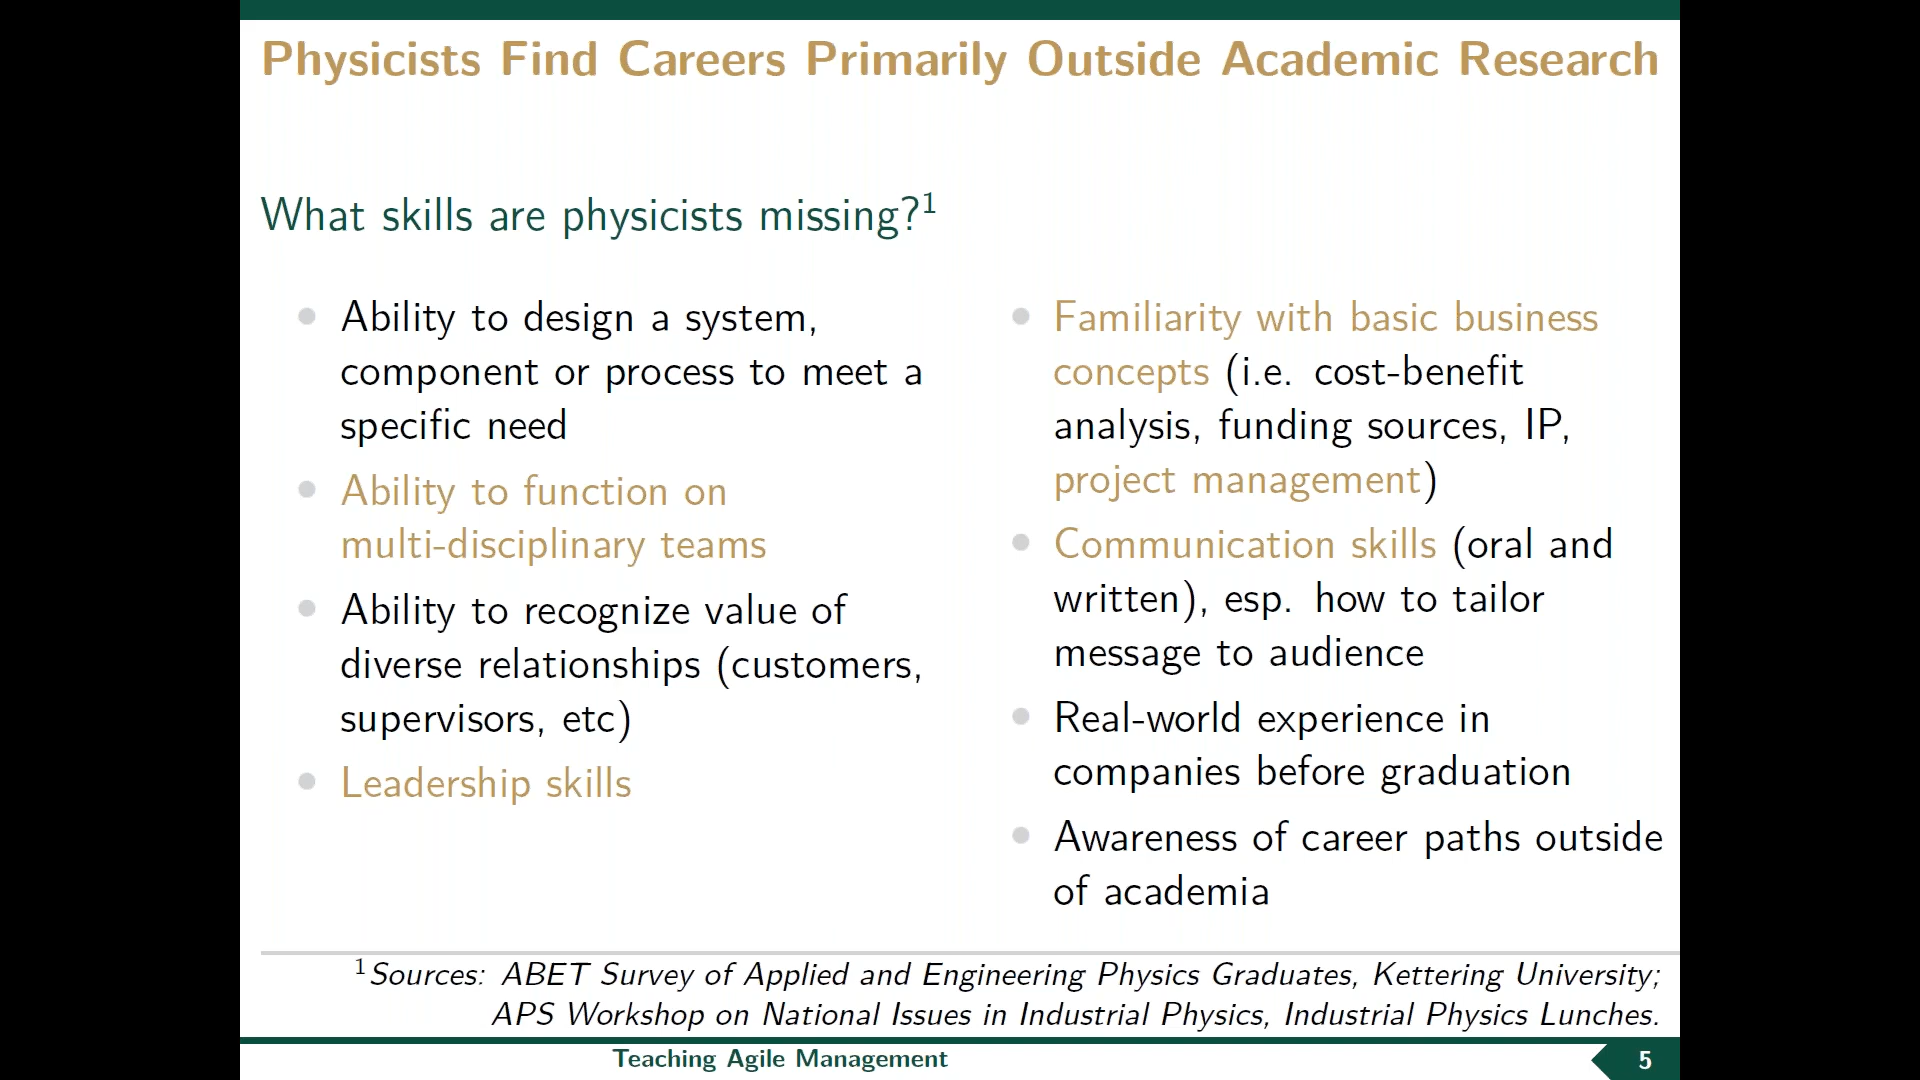 Physicists Find Careers Primarily Outside Academic Research
What skills are physicists missing?1
Ability to design a system,
component or process to meet a
specific need
Ability to function on
multi-disciplinary teams
Ability to recognize value of
diverse relationships (customers,
supervisors, etc)
Leadership skills
Familiarity with basic business
concepts (i.e. cost-benefit
analysis, funding sources, IP,
project management)
Communication skills (oral and
written), esp. how to tailor
message to audience
Real-world experience in
companies before graduation
Awareness of career paths outside
of academia
1Sources: ABET Survey of Applied and Engineering Physics Graduates, Kettering University;
APS Workshop on National Issues in Industrial Physics, Industrial Physics Lunches.
Teaching Agile Management
5